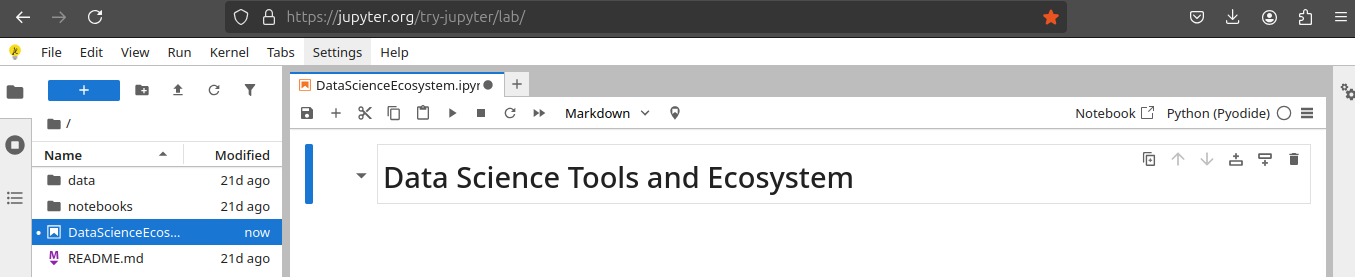 https://jupyter.org/try-jupyter/lab/
File Edit View Run Kernel Tabs Settings Help
DataScienceEcosystem.ipyn
/
Markdown
Notebook
Python (Pyodide)
Name Modified
data 21d ago
notebooks 21d ago
DataScienceEcos... now
README.md 21d ago
Data Science Tools and Ecosystem